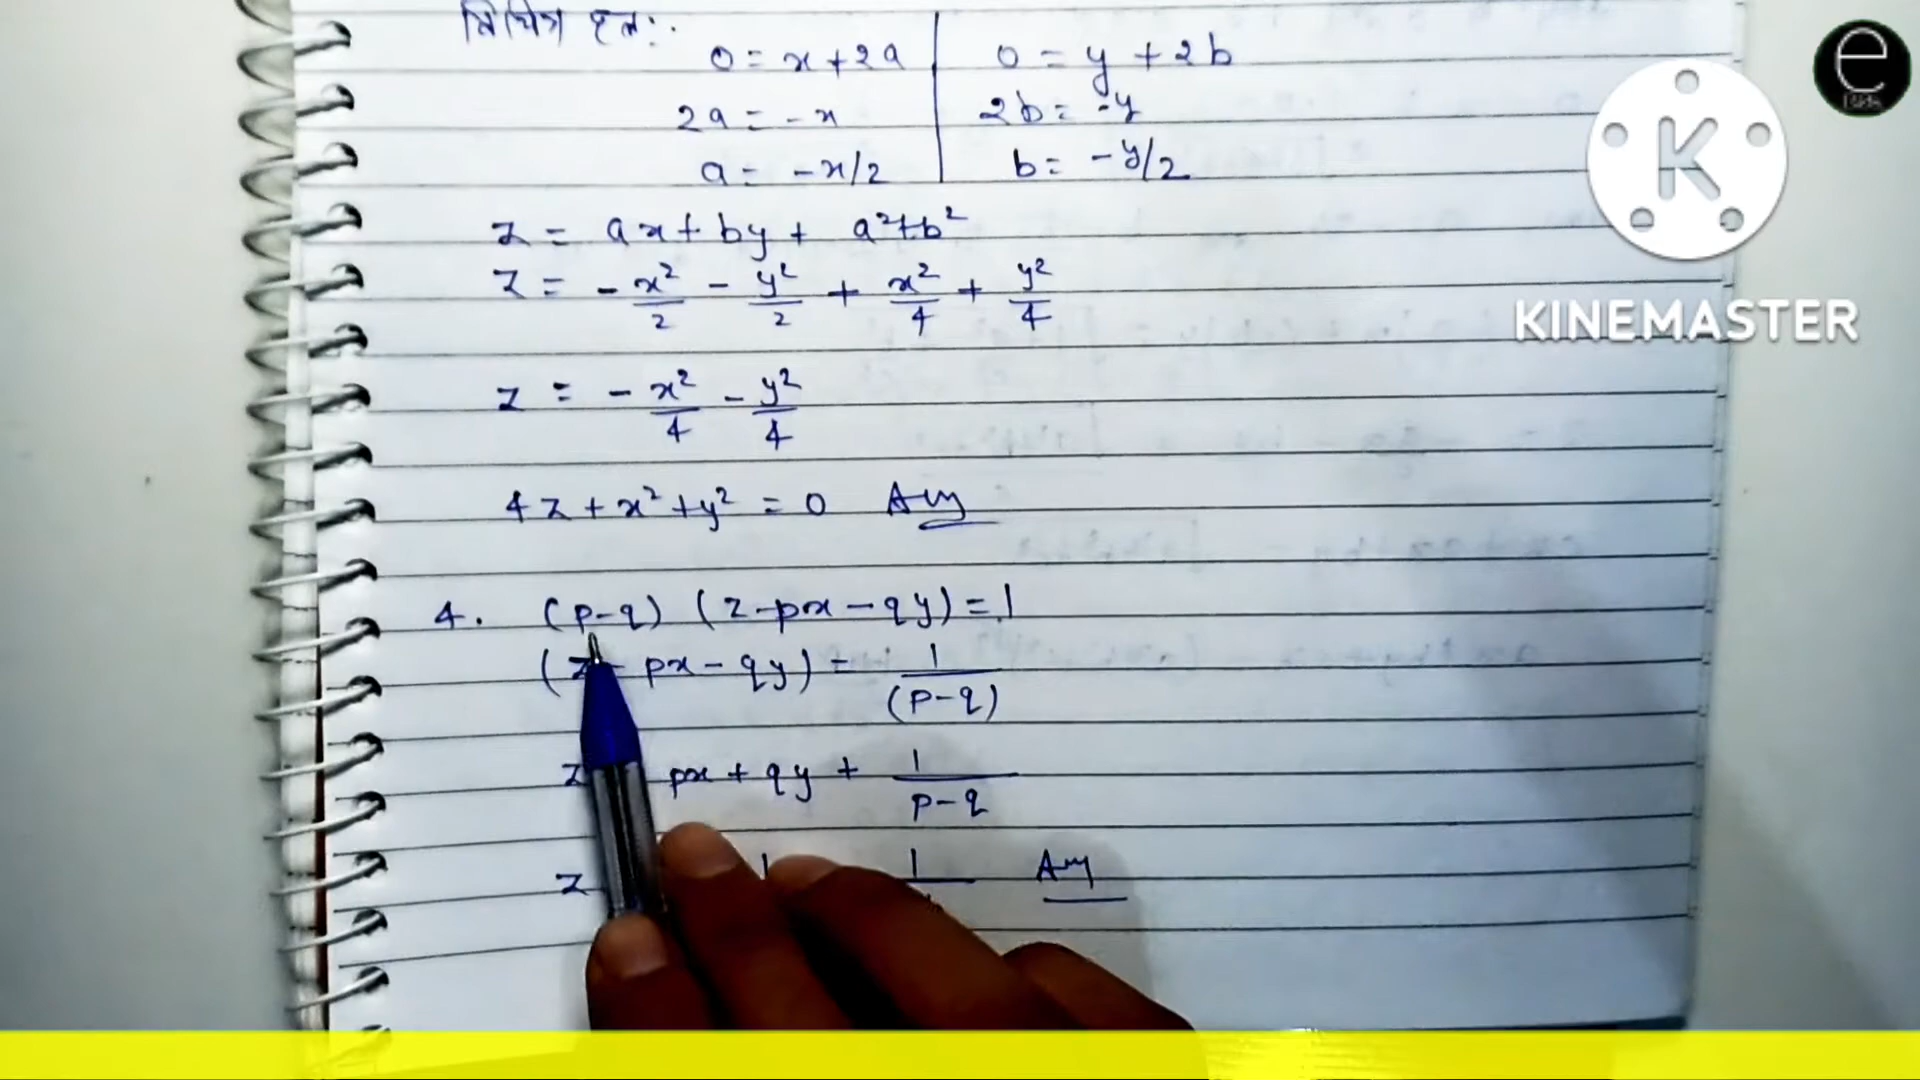 विचित्र हल :.
0 = x + 2a | 0 = y + 2b
2a = - x | 2b = -y
a = - x/2 | b = - y/2
z = ax + by + a² + b²
z = - x²/2 - y²/2 + x²/4 + y²/4
z = - x²/4 - y²/4
4z + x² + y² = 0 Ans
4. (p-q) (z-px-qy) = 1
(z - px - qy) = 1/(p-q)
z px + qy + 1/(p-q)
z 1 Ans
e
K
KINEMASTER